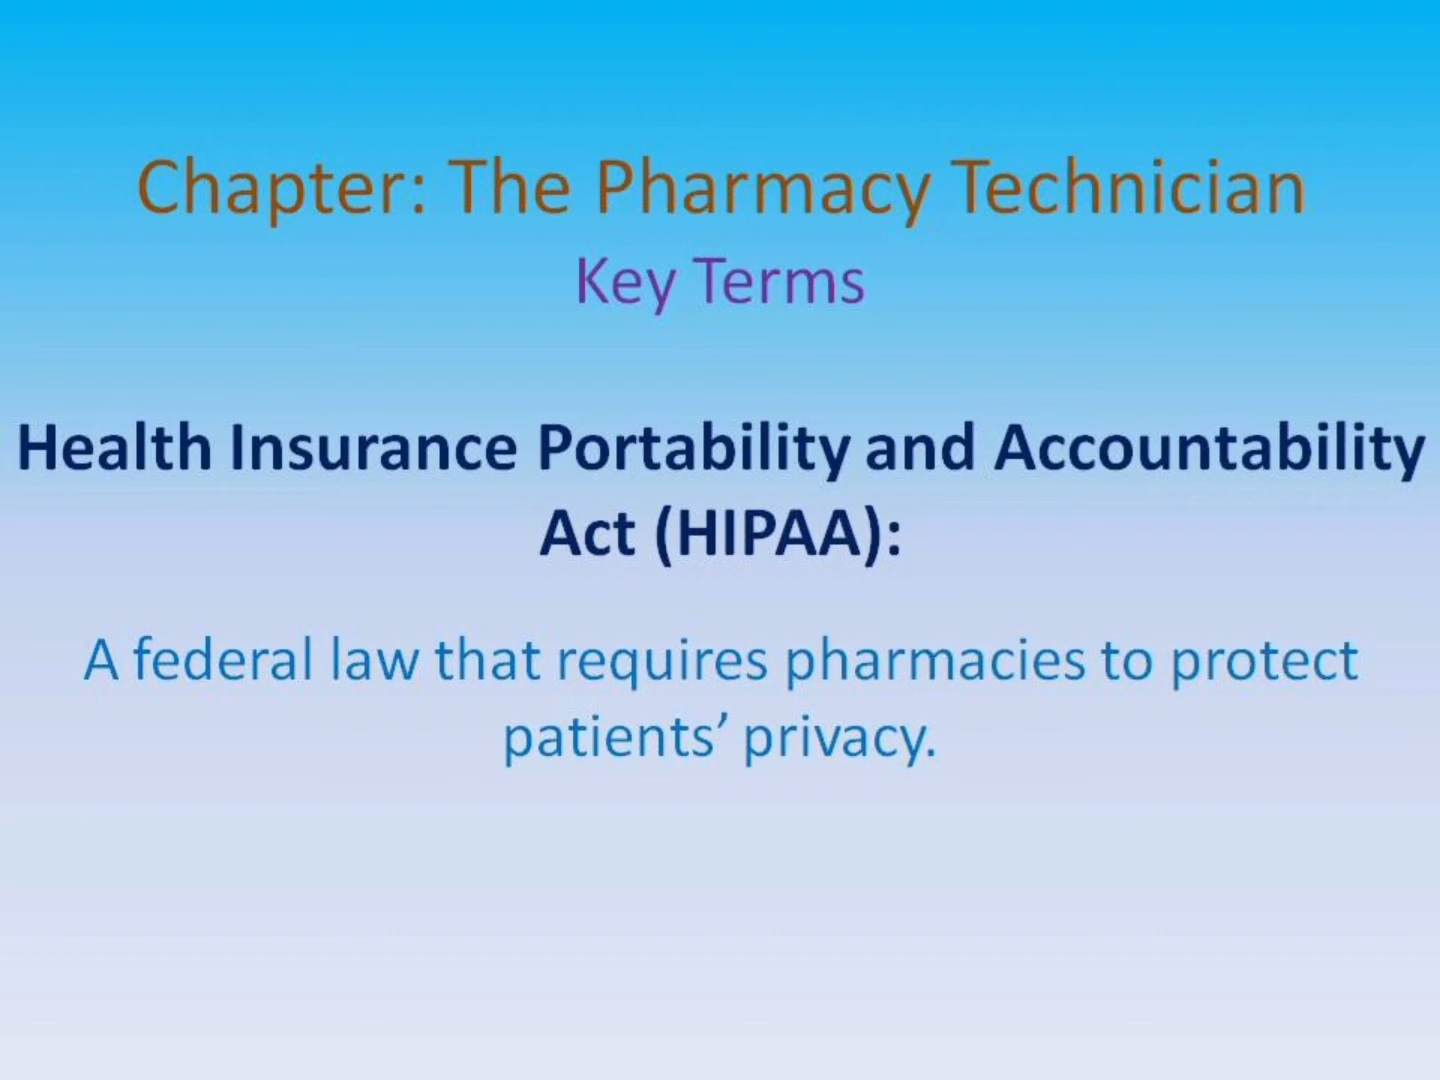 Chapter: The Pharmacy Technician
Key Terms
Health Insurance Portability and Accountability
Act (HIPAA):
A federal law that requires pharmacies to protect
patients’ privacy.